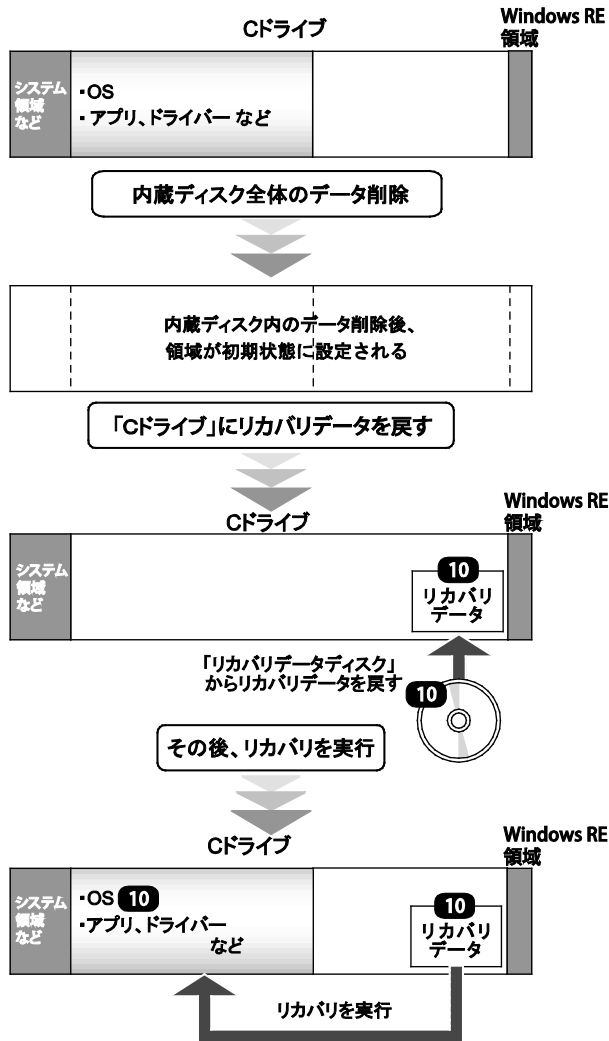 Cドライブ
Windows RE
領域
システム
領域
など
・OS
・アプリ、ドライバー など
内蔵ディスク全体のデータ削除
内蔵ディスク内のデータ削除後、
領域が初期状態に設定される
「Cドライブ」にリカバリデータを戻す
Cドライブ
Windows RE
領域
システム
領域
など
10
リカバリ
データ
「リカバリデータディスク」
からリカバリデータを戻す
10
その後、リカバリを実行
Cドライブ
Windows RE
領域
システム
領域
など
・OS 10
・アプリ、ドライバー
など
10
リカバリ
データ
リカバリを実行